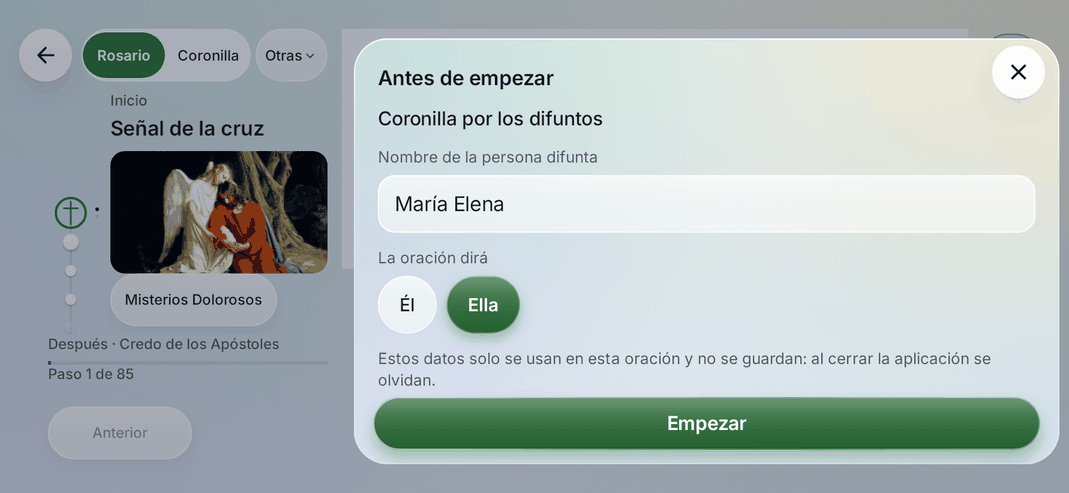 Rosario
Coronilla
Otras
Inicio
Señal de la cruz
Misterios Dolorosos
Después · Credo de los Apóstoles
Paso 1 de 85
Anterior
Antes de empezar
Coronilla por los difuntos
Nombre de la persona difunta
María Elena
La oración dirá
Él
Ella
Estos datos solo se usan en esta oración y no se guardan: al cerrar la aplicación se
olvidan.
Empezar